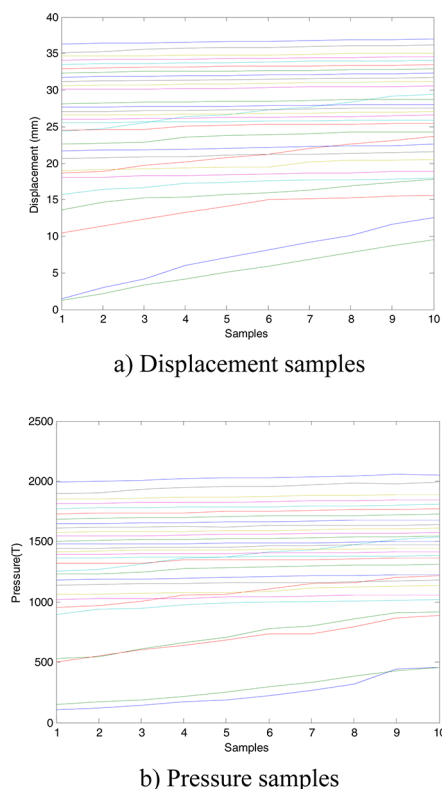 40
35
30
25
20
15
10
5
0
Displacement (mm)
1 2 3 4 5 6 7 8 9 10
Samples
a) Displacement samples
2500
2000
1500
1000
500
0
Pressure(T)
1 2 3 4 5 6 7 8 9 10
Samples
b) Pressure samples